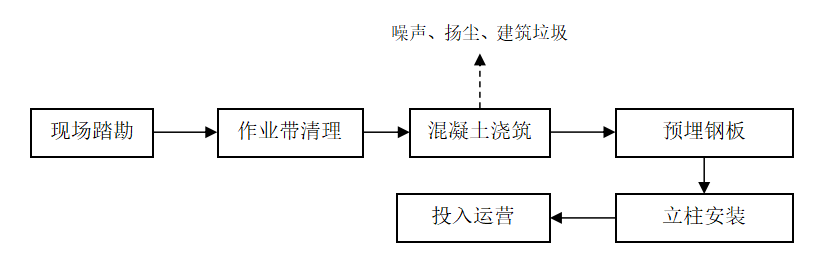 噪声、扬尘、建筑垃圾
现场踏勘
作业带清理
混凝土浇筑
预埋钢板
立柱安装
投入运营